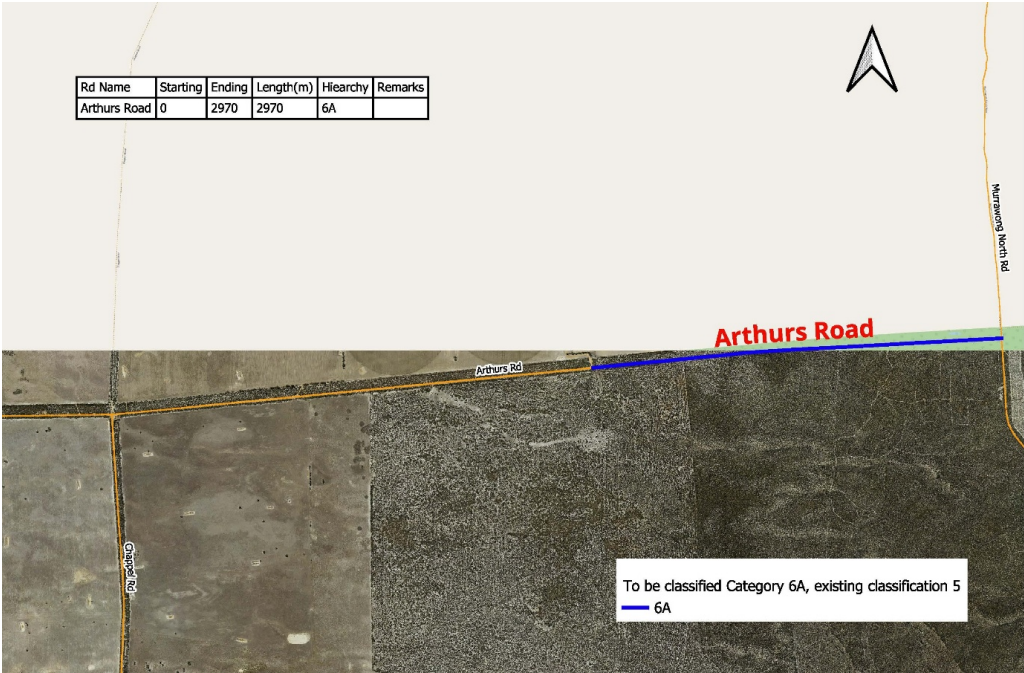 Rd Name Starting Ending Length(m) Hiearchy Remarks
Arthurs Road 0 2970 2970 6A
Murrawong North Rd
Arthurs Road
Arthurs Rd
Chappel Rd
To be classified Category 6A, existing classification 5
6A